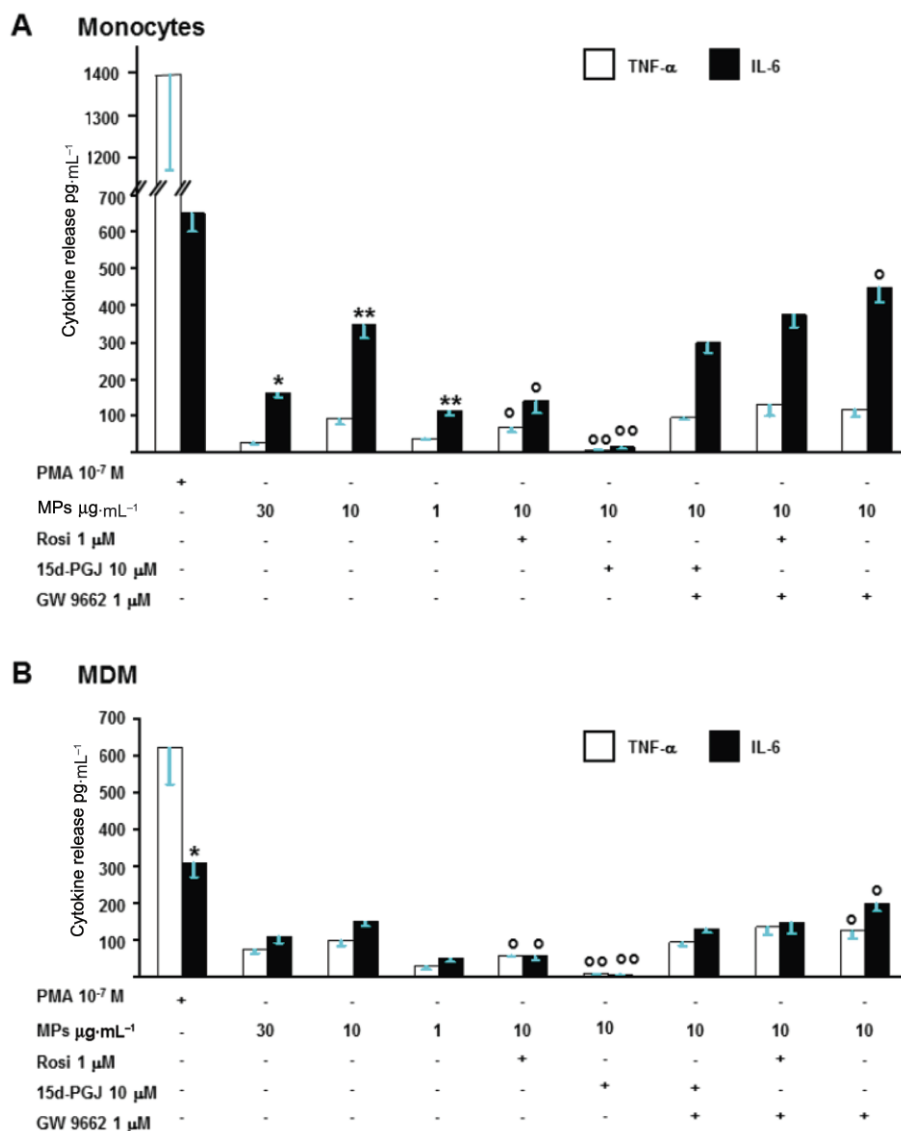 A Monocytes
TNF-α IL-6
Cytokine release pg·mL⁻¹
1400
1300
1200
700
600
500
400
300
200
100
* ** ** o o oo oo o
PMA 10⁻⁷ M + - - - - - - - -
MPs µg·mL⁻¹ - 30 10 1 10 10 10 10 10
Rosi 1 µM - - - - + - - + -
15d-PGJ 10 µM - - - - - + + - -
GW 9662 1 µM - - - - - - + + +
B MDM
TNF-α IL-6
Cytokine release pg·mL⁻¹
700
600
500
400
300
200
100
* o o oo oo o o
PMA 10⁻⁷ M + - - - - - - - -
MPs µg·mL⁻¹ - 30 10 1 10 10 10 10 10
Rosi 1 µM - - - - + - - + -
15d-PGJ 10 µM - - - - - + + - -
GW 9662 1 µM - - - - - - + + +